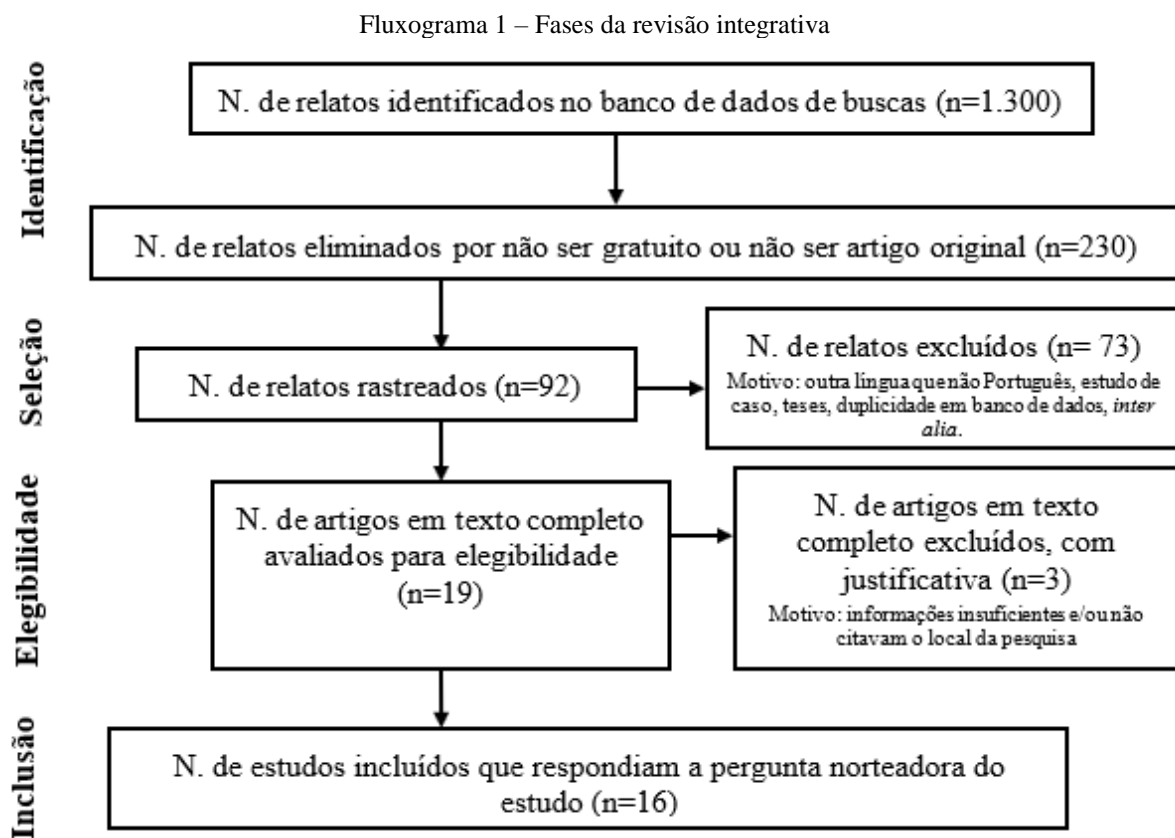 Fluxograma 1 – Fases da revisão integrativa
Identificação
N. de relatos identificados no banco de dados de buscas (n=1.300)
N. de relatos eliminados por não ser gratuito ou não ser artigo original (n=230)
Seleção
N. de relatos rastreados (n=92)
N. de relatos excluídos (n= 73)
Motivo: outra língua que não Português, estudo de
caso, teses, duplicidade em banco de dados, inter
alia.
Elegibilidade
N. de artigos em texto completo
avaliados para elegibilidade
(n=19)
N. de artigos em texto
completo excluídos, com
justificativa (n=3)
Motivo: informações insuficientes e/ou não
citavam o local da pesquisa
Inclusão
N. de estudos incluídos que respondiam a pergunta norteadora do
estudo (n=16)